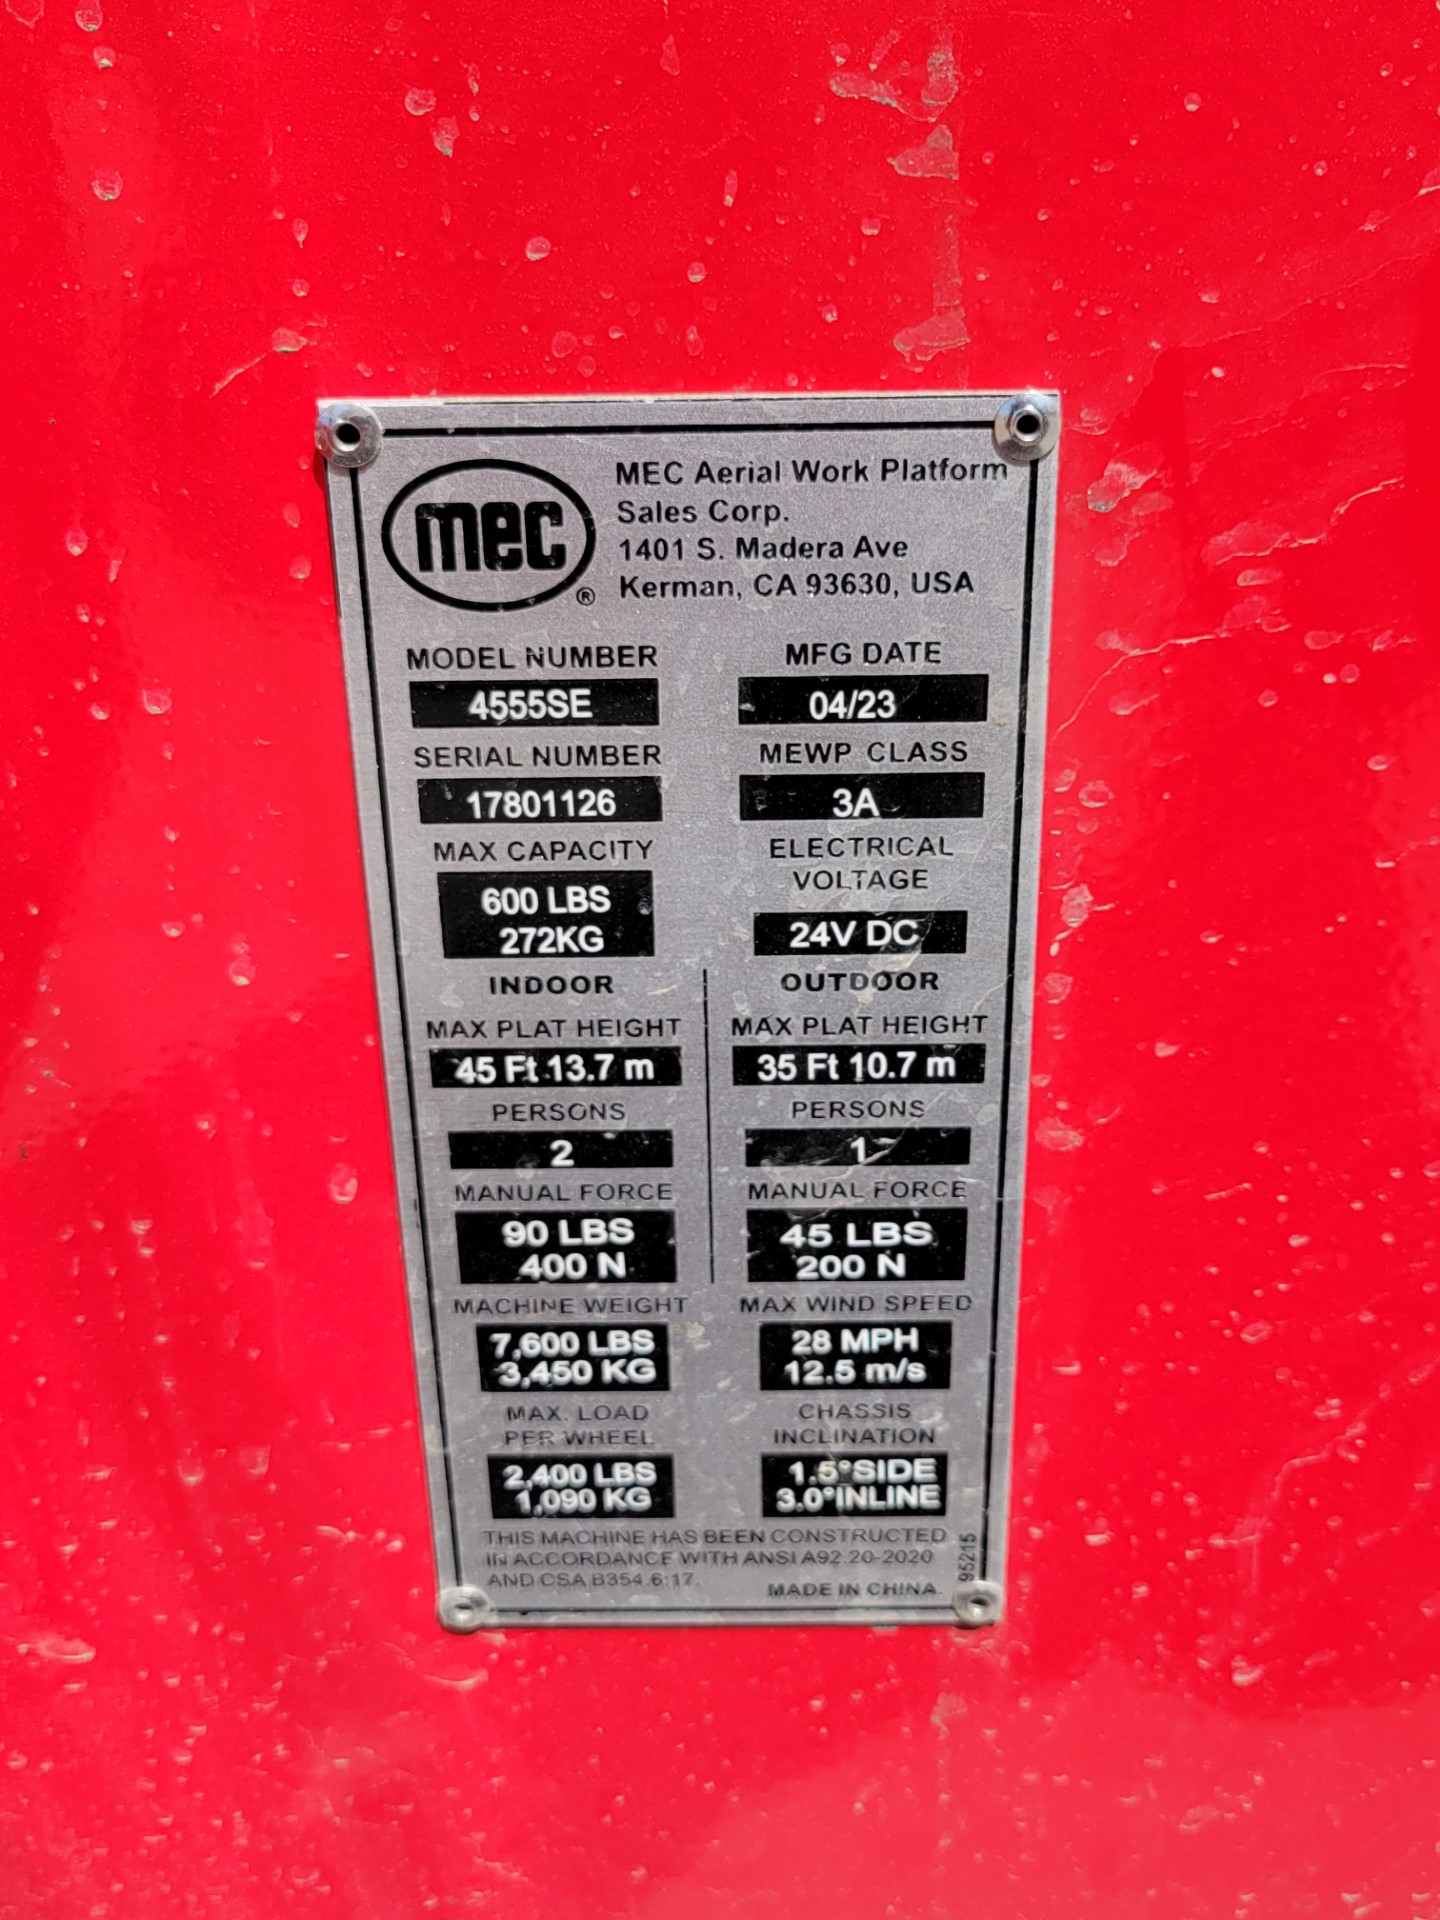 mec
®
MEC Aerial Work Platform
Sales Corp.
1401 S. Madera Ave
Kerman, CA 93630, USA
MODEL NUMBER
4555SE
MFG DATE
04/23
SERIAL NUMBER
17801126
MEWP CLASS
3A
MAX CAPACITY
600 LBS
272KG
ELECTRICAL
VOLTAGE
24V DC
INDOOR
MAX PLAT HEIGHT
45 Ft 13.7 m
PERSONS
2
MANUAL FORCE
90 LBS
400 N
OUTDOOR
MAX PLAT HEIGHT
35 Ft 10.7 m
PERSONS
1
MANUAL FORCE
45 LBS
200 N
MACHINE WEIGHT
7,600 LBS
3,450 KG
MAX WIND SPEED
28 MPH
12.5 m/s
MAX. LOAD
PER WHEEL
2,400 LBS
1,090 KG
CHASSIS
INCLINATION
1.5°SIDE
3.0°INLINE
THIS MACHINE HAS BEEN CONSTRUCTED
IN ACCORDANCE WITH ANSI A92.20-2020
AND CSA B354.6:17.
MADE IN CHINA.
95215